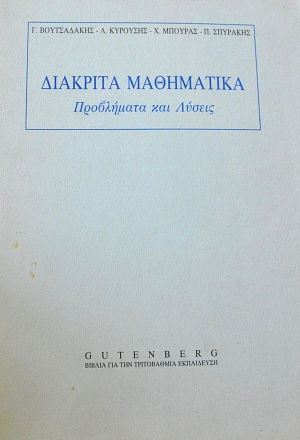 Γ. ΒΟΥΤΣΑΔΑΚΗΣ - Λ. ΚΥΡΟΥΣΗΣ - Χ. ΜΠΟΥΡΑΣ - Π. ΣΠΥΡΑΚΗΣ
ΔΙΑΚΡΙΤΑ ΜΑΘΗΜΑΤΙΚΑ
Προβλήματα και Λύσεις
GUTENBERG
ΒΙΒΛΙΑ ΓΙΑ ΤΗΝ ΤΡΙΤΟΒΑΘΜΙΑ ΕΚΠΑΙΔΕΥΣΗ